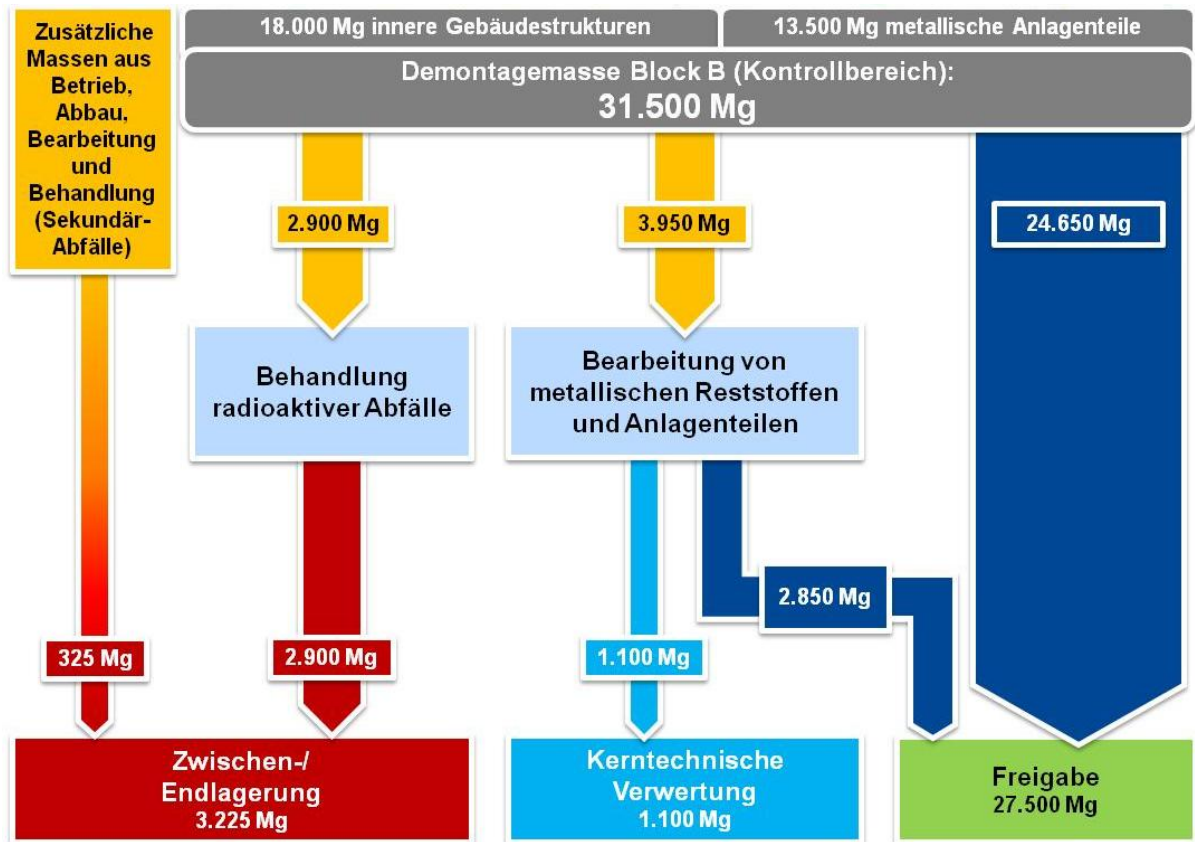 Zusätzliche
Massen aus
Betrieb,
Abbau,
Bearbeitung
und
Behandlung
(Sekundär-
Abfälle)
18.000 Mg innere Gebäudestrukturen
13.500 Mg metallische Anlagenteile
Demontagemasse Block B (Kontrollbereich):
31.500 Mg
2.900 Mg
3.950 Mg
24.650 Mg
Behandlung
radioaktiver Abfälle
Bearbeitung von
metallischen Reststoffen
und Anlagenteilen
2.850 Mg
325 Mg
2.900 Mg
1.100 Mg
Zwischen-/
Endlagerung
3.225 Mg
Kerntechnische
Verwertung
1.100 Mg
Freigabe
27.500 Mg